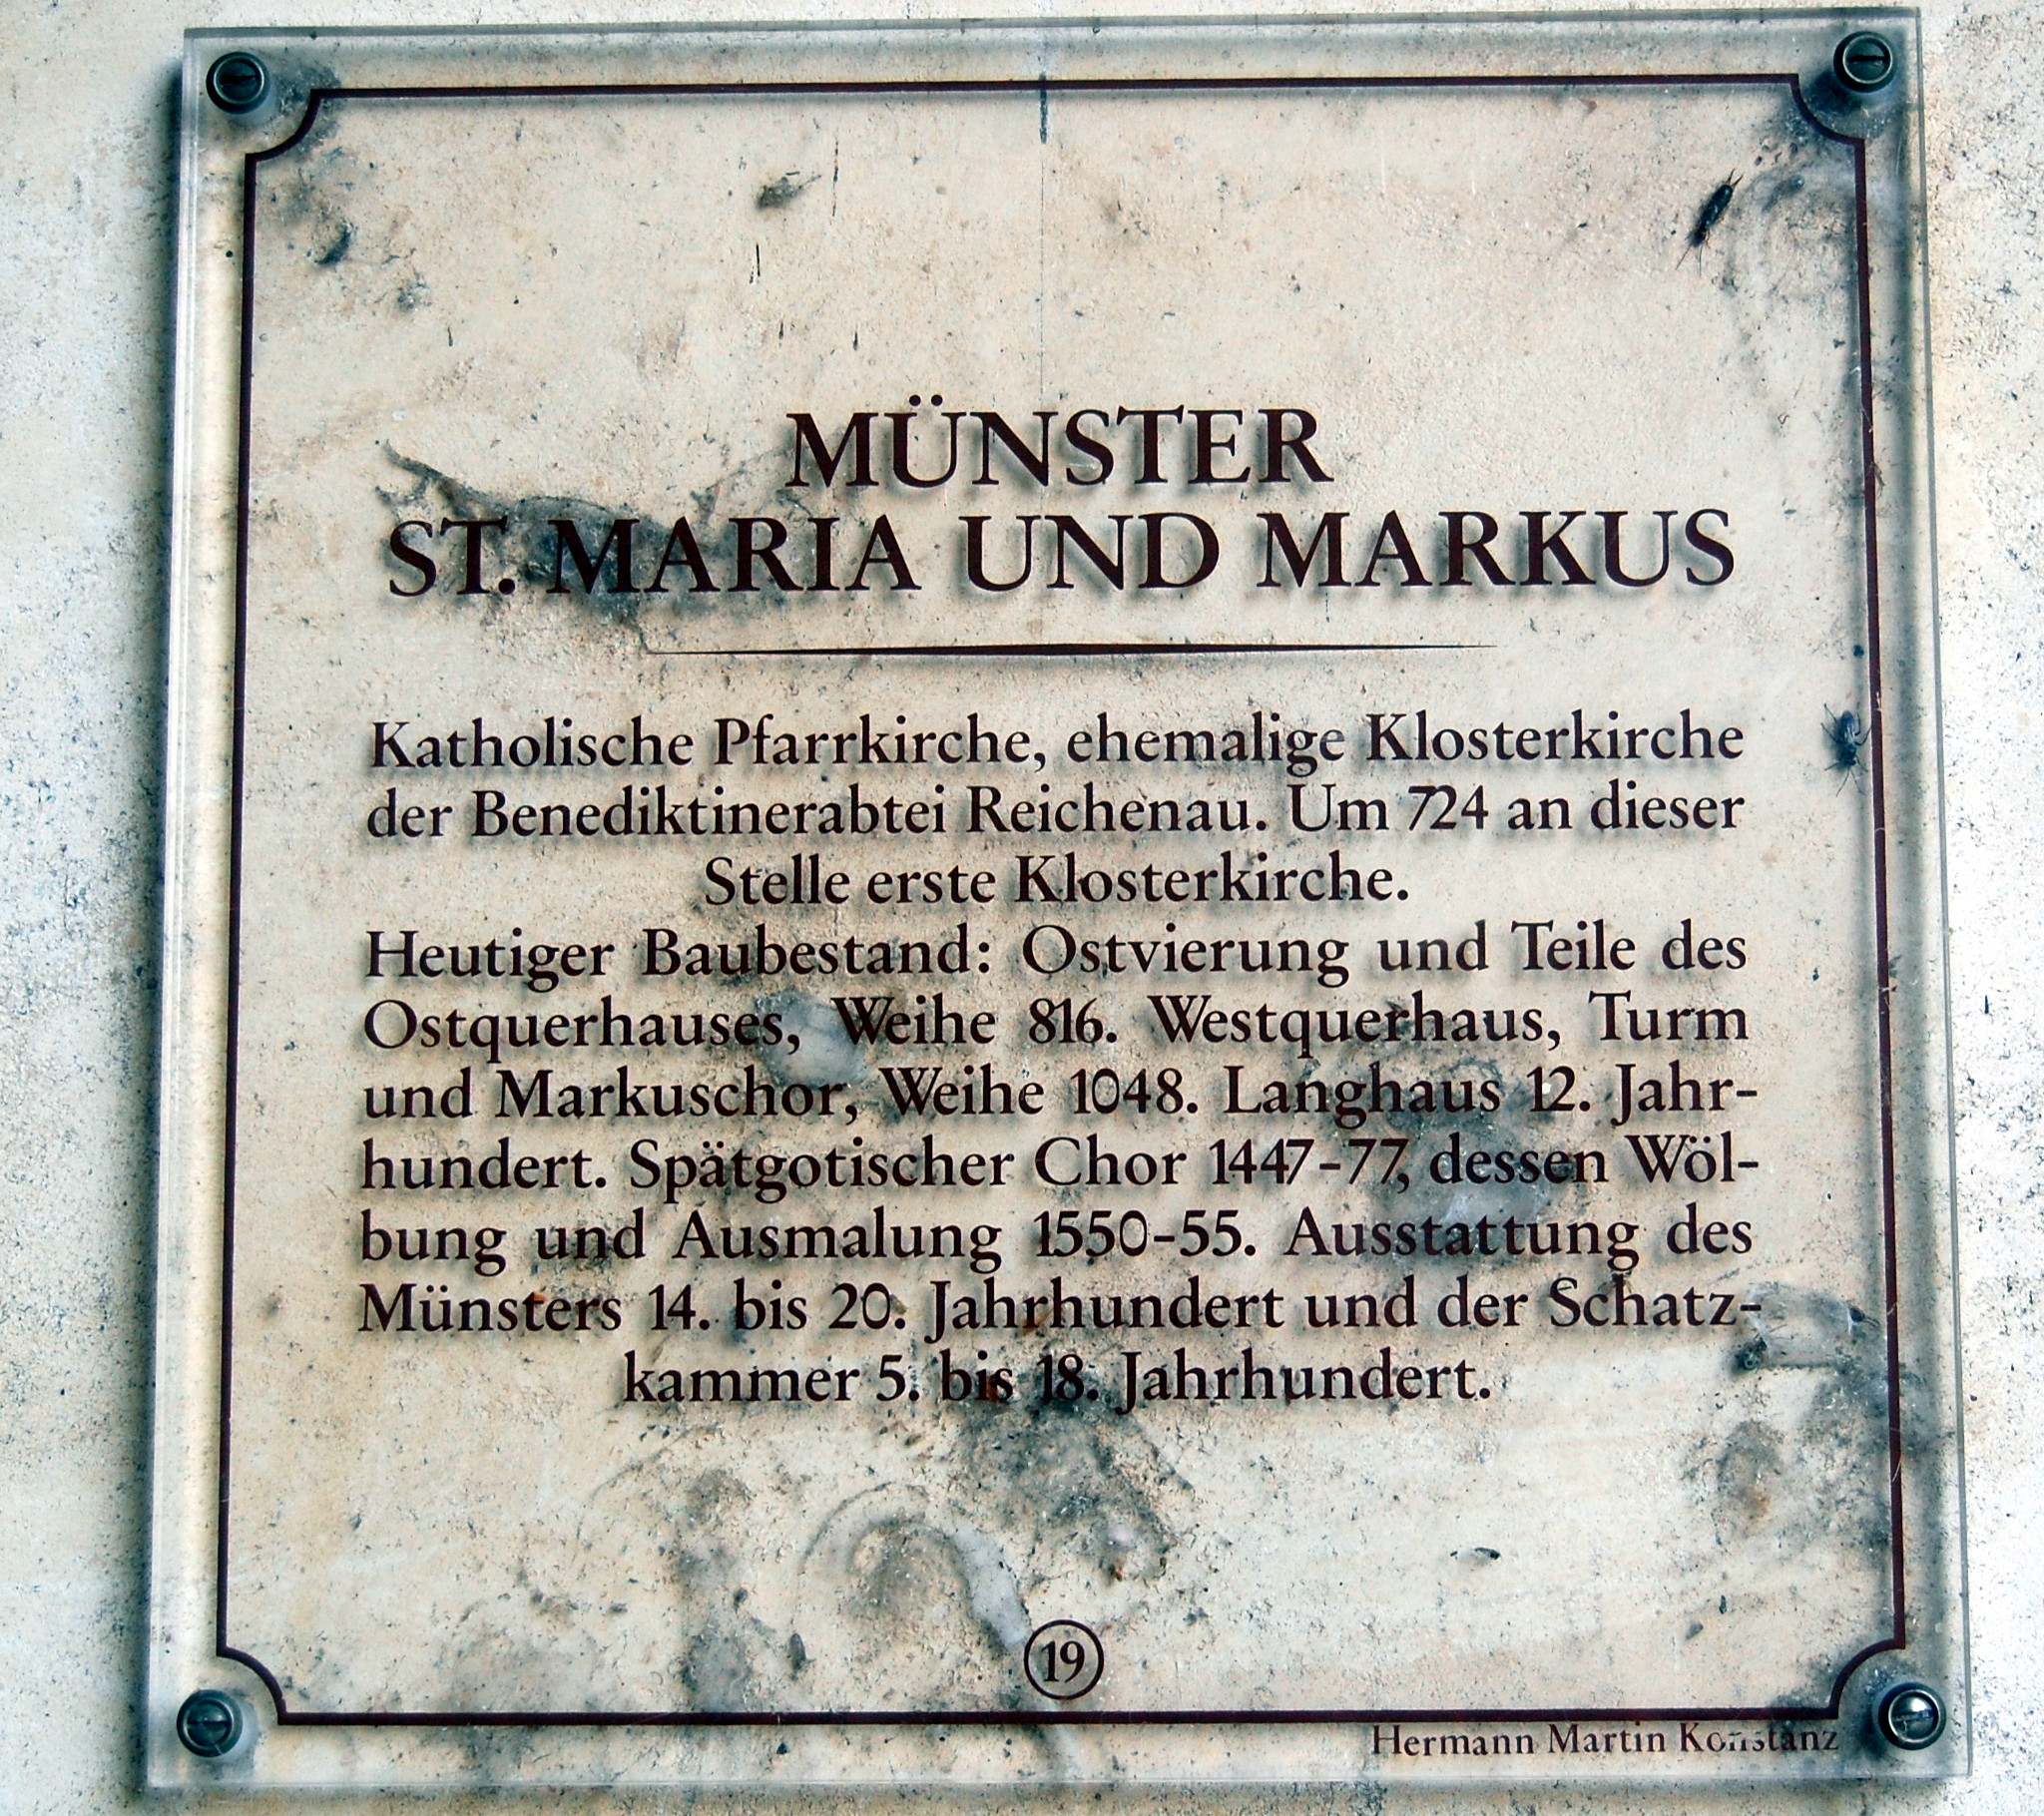 MÜNSTER
ST. MARIA UND MARKUS
Katholische Pfarrkirche, ehemalige Klosterkirche
der Benediktinerabtei Reichenau. Um 724 an dieser
Stelle erste Klosterkirche.
Heutiger Baubestand: Ostvierung und Teile des
Ostquerhauses, Weihe 816. Westquerhaus, Turm
und Markuschor, Weihe 1048. Langhaus 12. Jahr-
hundert. Spätgotischer Chor 1447-77, dessen Wöl-
bung und Ausmalung 1550-55. Ausstattung des
Münsters 14. bis 20. Jahrhundert und der Schatz-
kammer 5. bis 18. Jahrhundert.
19
Hermann Martin Konstanz